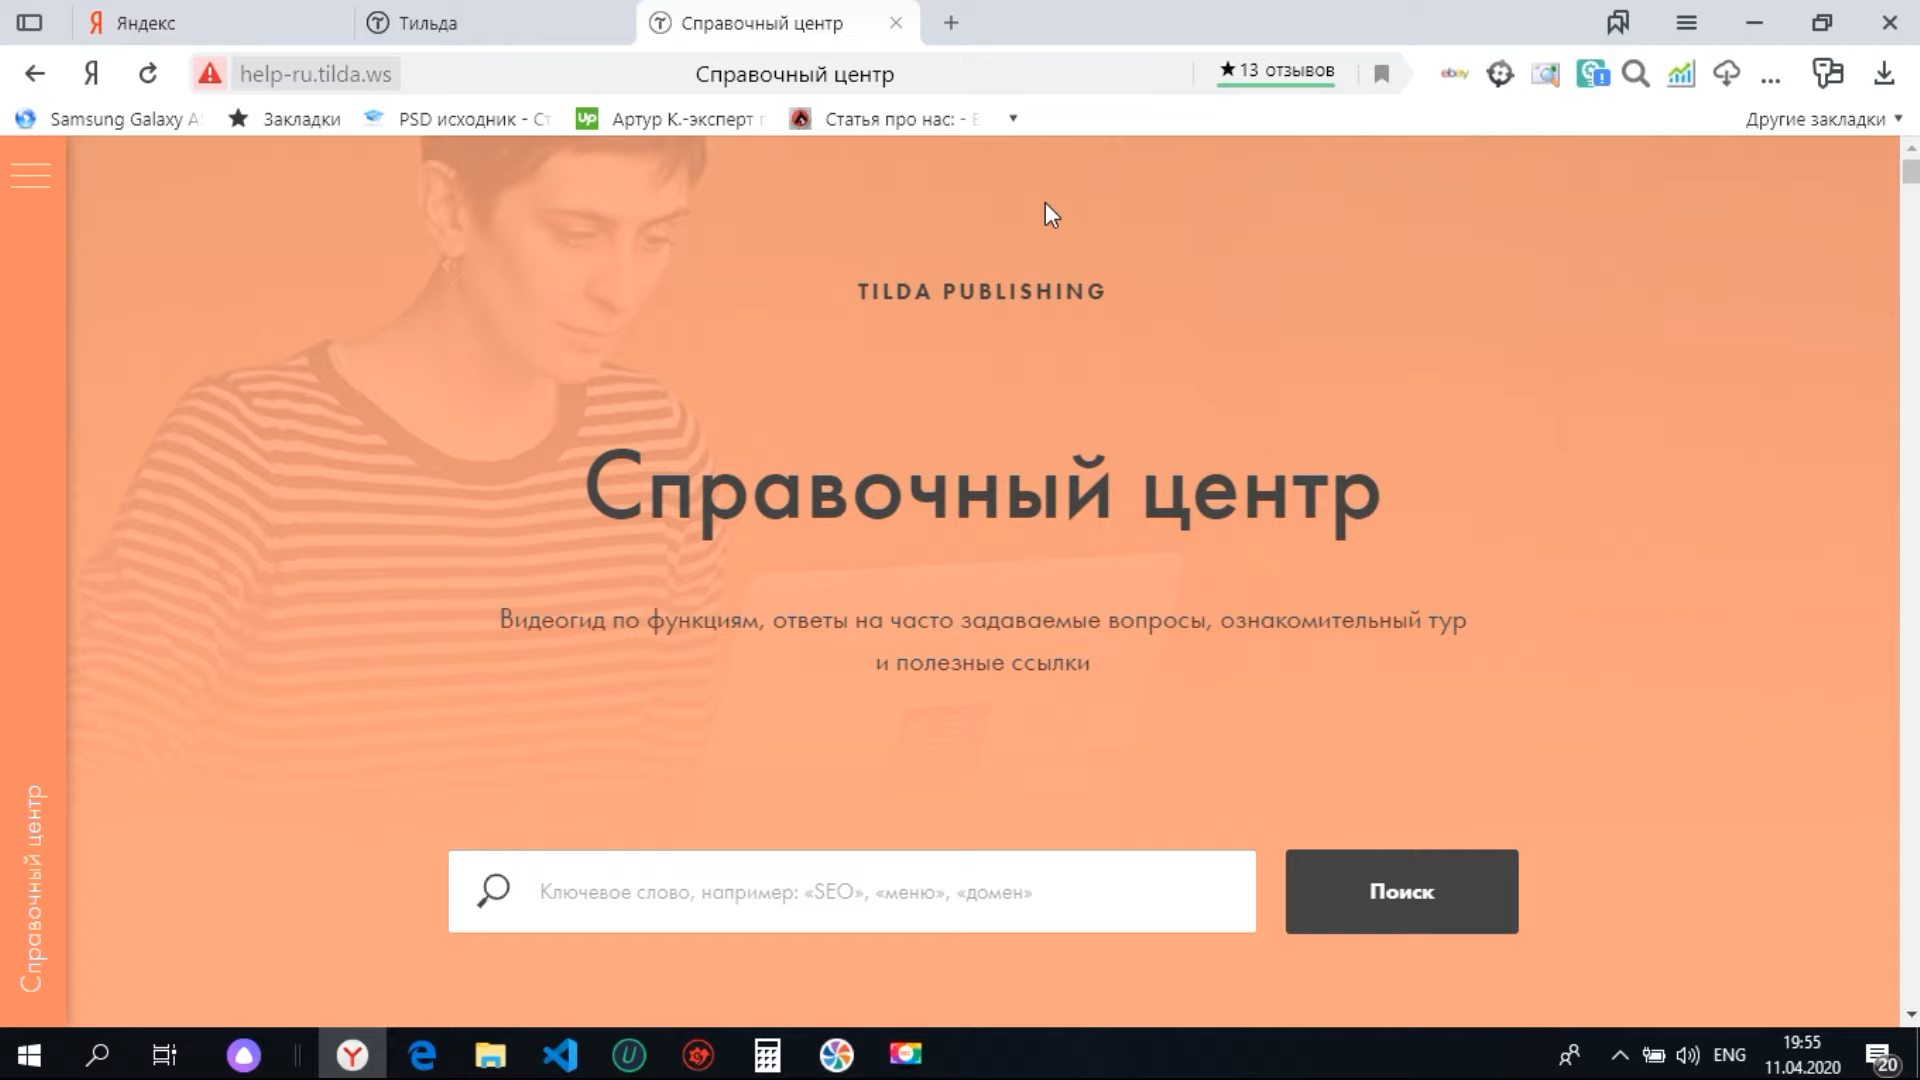 Яндекс
Тильда
Справочный центр
Я
help-ru.tilda.ws
Справочный центр
★13 отзывов
ebay
Samsung Galaxy A
Закладки
PSD исходник - Ст
Up
Артур К.-эксперт
Статья про нас: -
Другие закладки
TILDA PUBLISHING
Справочный центр
Видеогид по функциям, ответы на часто задаваемые вопросы, ознакомительный тур
и полезные ссылки
Ключевое слово, например: «SEO», «меню», «домен»
Поиск
Справочный центр
ENG
19:55
11.04.2020
20